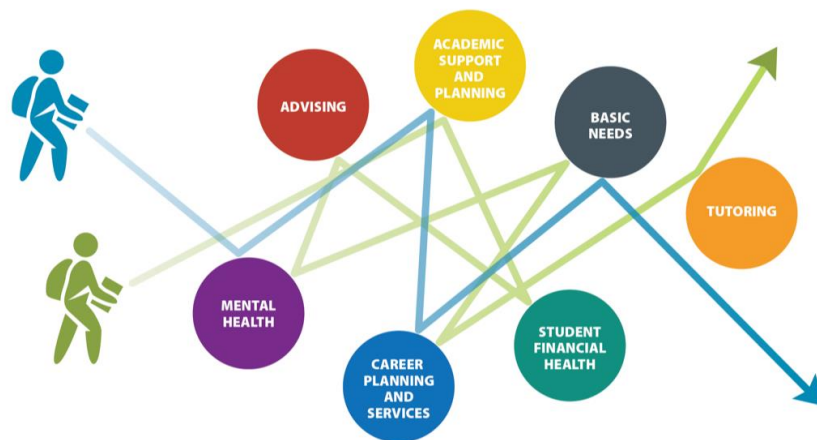 ADVISING
ACADEMIC
SUPPORT
AND
PLANNING
BASIC
NEEDS
TUTORING
MENTAL
HEALTH
CAREER
PLANNING
AND
SERVICES
STUDENT
FINANCIAL
HEALTH